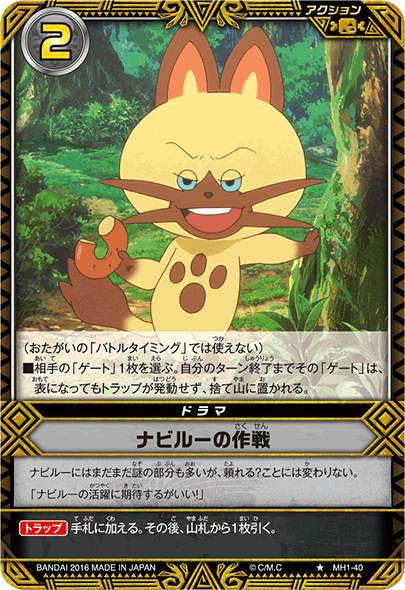 2
アクション
（おたがいの「バトルタイミング」では使えない）
■相手の「ゲート」1枚を選ぶ。自分のターン終了までその「ゲート」は、
表になってもトラップが発動せず、捨て山に置かれる。
ドラマ
ナビルーの作戦
ナビルーにはまだまだ謎の部分も多いが、頼れる?ことには変わりない。
「ナビルーの活躍に期待するがいい!」
トラップ 手札に加える。その後、山札から1枚引く。
BANDAI 2016 MADE IN JAPAN © C/M.C ★ MH1-40